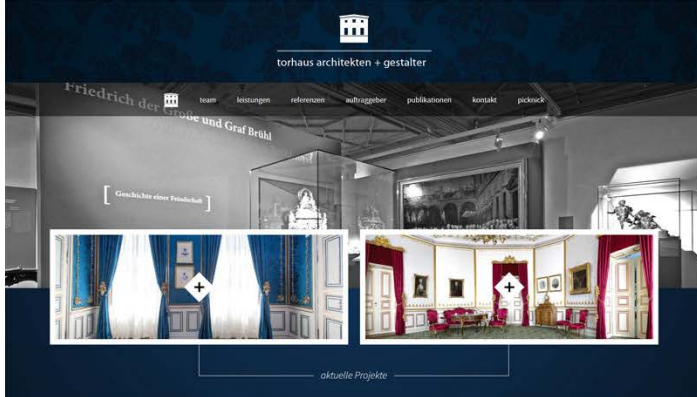 torhaus architekten + gestalter
team leistungen referenzen auftraggeber publikationen kontakt picknick
Friedrich der Große und Graf Brühl
[ Geschichte einer Feindschaft ]
+ +
aktuelle Projekte